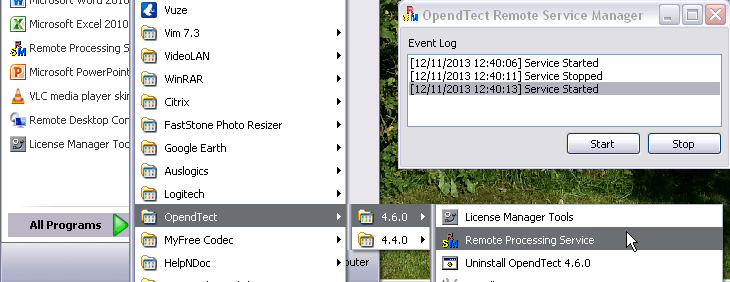 Microsoft Word 2010
Microsoft Excel 2010
Remote Processing S
Microsoft PowerPoint
VLC media player skin
Remote Desktop Con
License Manager Too
All Programs
Vuze
Vim 7.3
VideoLAN
WinRAR
Citrix
FastStone Photo Resizer
Google Earth
Auslogics
Logitech
OpendTect
MyFree Codec
HelpNDoc
puter
4.6.0
4.4.0
License Manager Tools
Remote Processing Service
Uninstall OpendTect 4.6.0
OpendTect Remote Service Manager
Event Log
[12/11/2013 12:40:06] Service Started
[12/11/2013 12:40:11] Service Stopped
[12/11/2013 12:40:13] Service Started
Start
Stop